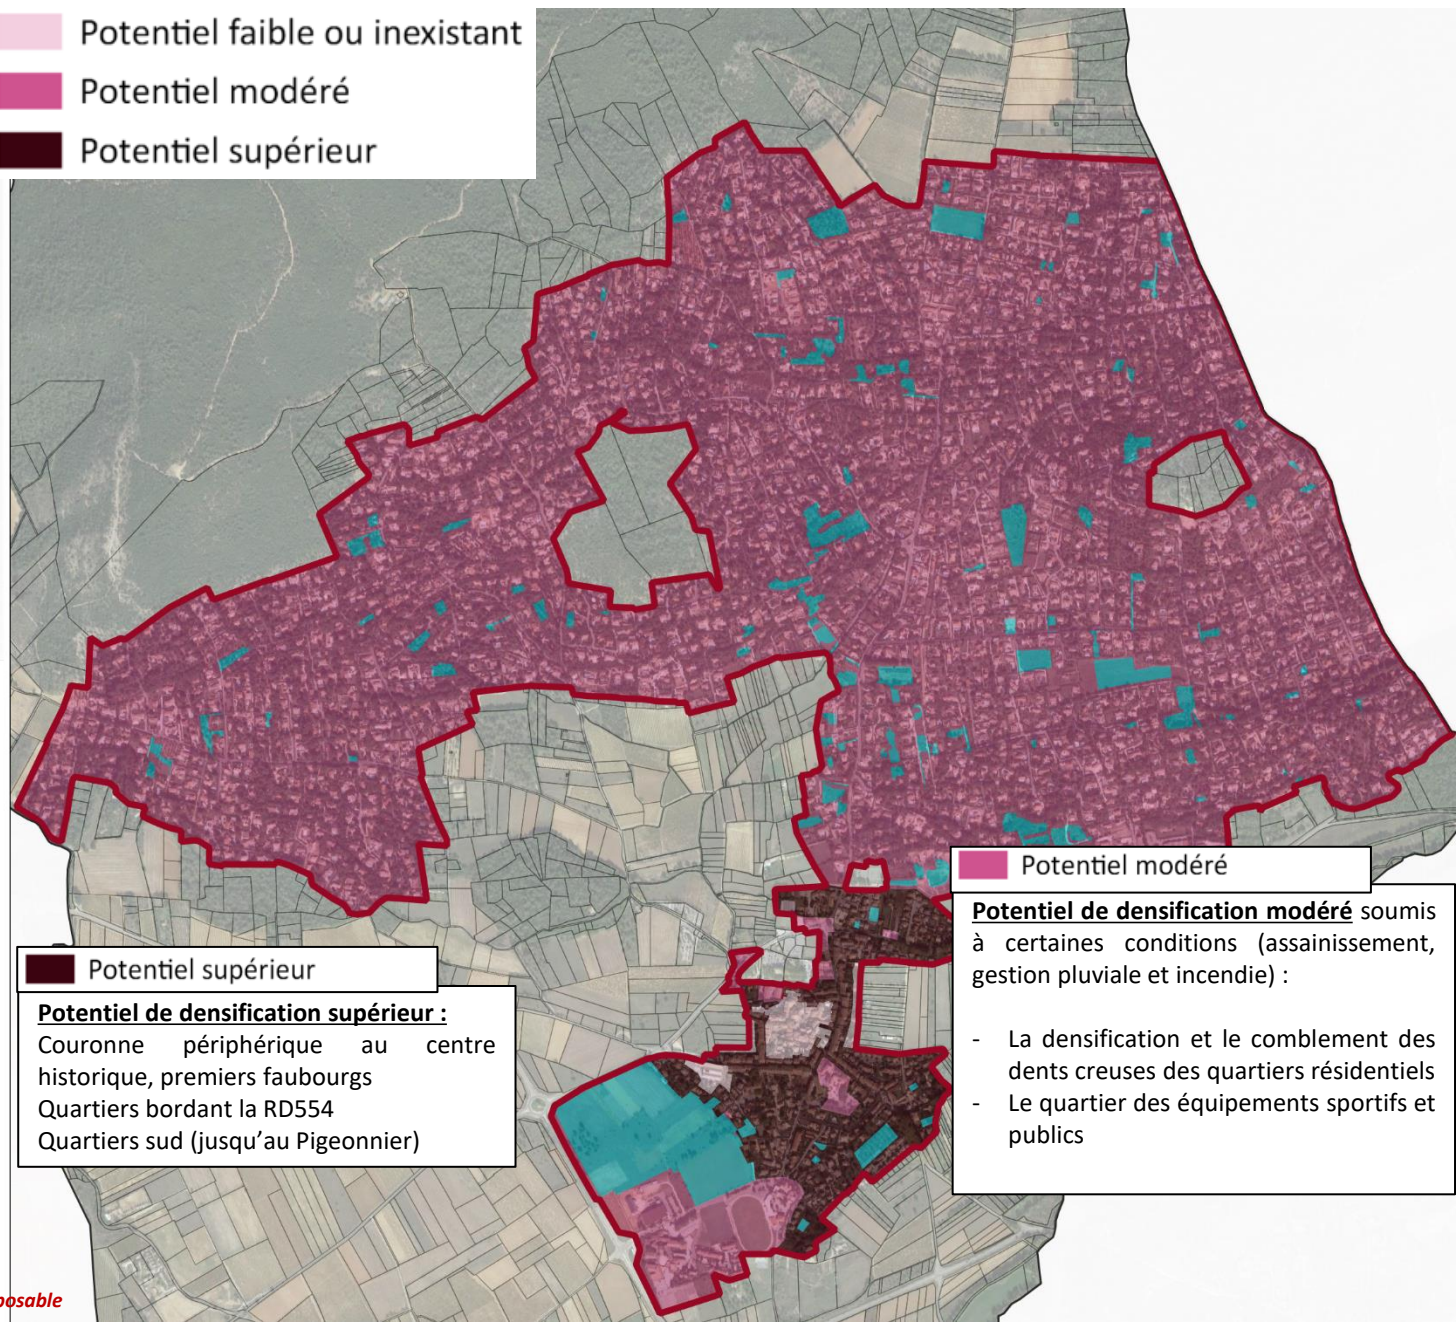 Potentiel faible ou inexistant
Potentiel modéré
Potentiel supérieur
Potentiel modéré
Potentiel de densification modéré soumis
à certaines conditions (assainissement,
gestion pluviale et incendie) :
- La densification et le comblement des
dents creuses des quartiers résidentiels
- Le quartier des équipements sportifs et
publics
Potentiel supérieur
Potentiel de densification supérieur :
Couronne périphérique au centre
historique, premiers faubourgs
Quartiers bordant la RD554
Quartiers sud (jusqu’au Pigeonnier)
posable